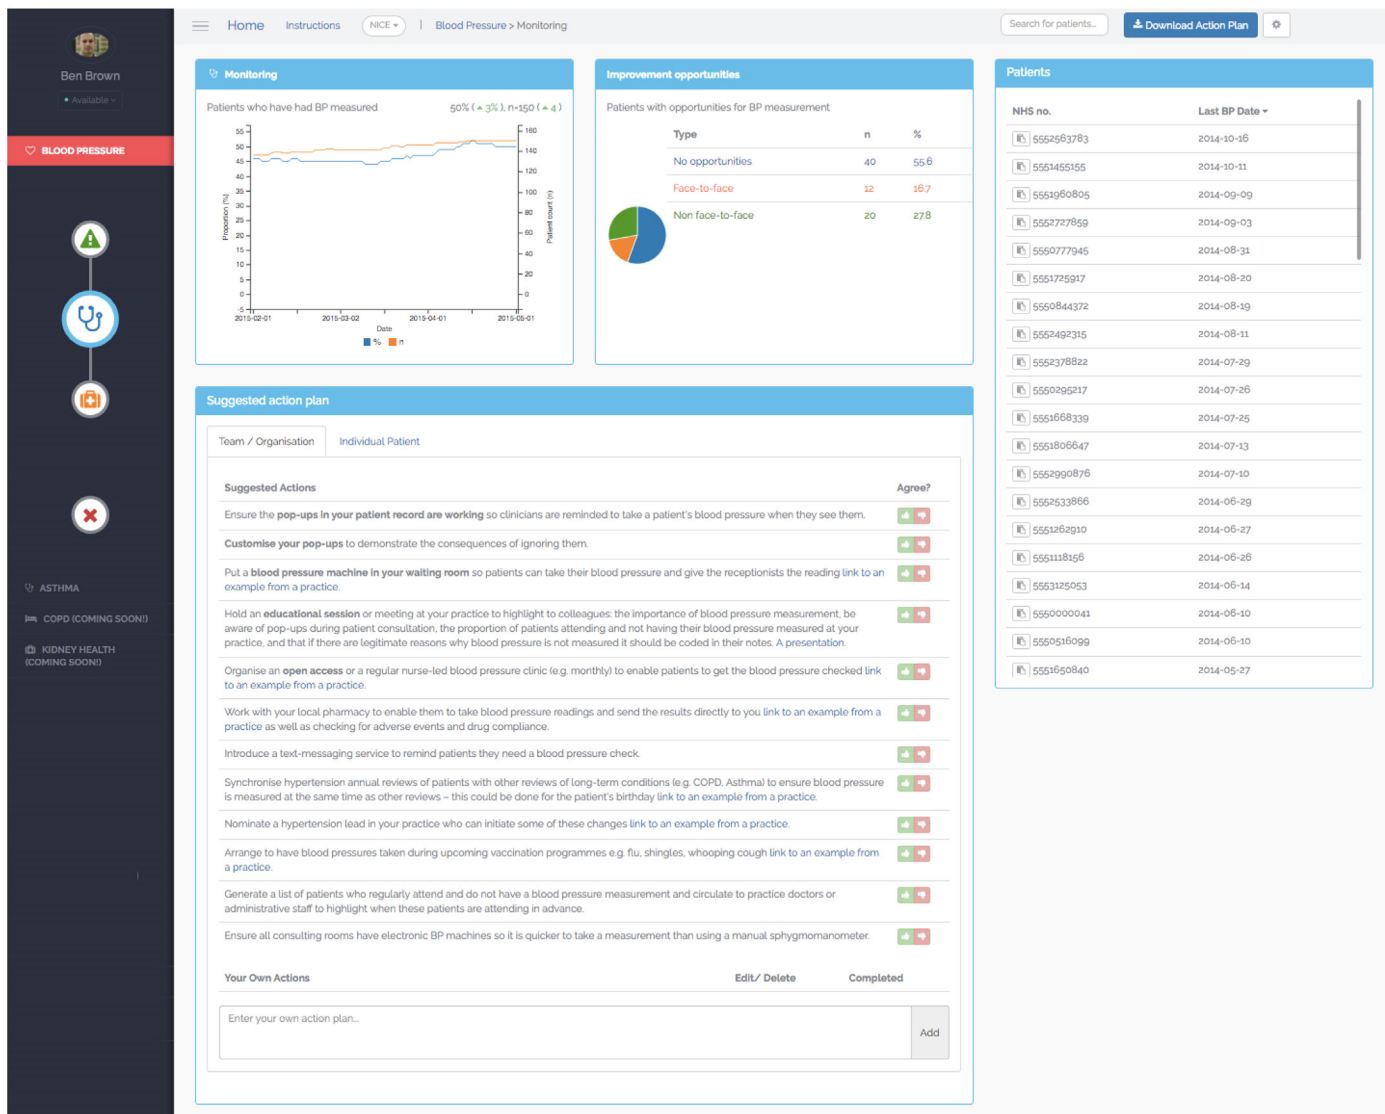 Home
Instructions
NICE
|
Blood Pressure > Monitoring
Search for patients...
Download Action Plan
Ben Brown
Available
BLOOD PRESSURE
ASTHMA
COPD (COMING SOON!)
KIDNEY HEALTH
(COMING SOON!)
Monitoring
Patients who have had BP measured
50% ( 3% ), n=150 ( 4 )
55
50
45
40
35
30
25
20
15
10
5
0
-5
Proportion (%)
160
140
120
100
80
60
40
20
0
Patient count (n)
2015-02-01
2015-03-02
2015-04-01
2015-05-01
Date
%
n
Improvement opportunities
Patients with opportunities for BP measurement
Type n %
No opportunities 40 55.6
Face-to-face 12 16.7
Non face-to-face 20 27.8
Suggested action plan
Team / Organisation
Individual Patient
Suggested Actions Agree?
Ensure the pop-ups in your patient record are working so clinicians are reminded to take a patient's blood pressure when they see them.
Customise your pop-ups to demonstrate the consequences of ignoring them.
Put a blood pressure machine in your waiting room so patients can take their blood pressure and give the receptionists the reading link to an
example from a practice.
Hold an educational session or meeting at your practice to highlight to colleagues: the importance of blood pressure measurement, be
aware of pop-ups during patient consultation, the proportion of patients attending and not having their blood pressure measured at your
practice, and that if there are legitimate reasons why blood pressure is not measured it should be coded in their notes. A presentation.
Organise an open access or a regular nurse-led blood pressure clinic (e.g. monthly) to enable patients to get the blood pressure checked link
to an example from a practice.
Work with your local pharmacy to enable them to take blood pressure readings and send the results directly to you link to an example from a
practice as well as checking for adverse events and drug compliance.
Introduce a text-messaging service to remind patients they need a blood pressure check.
Synchronise hypertension annual reviews of patients with other reviews of long-term conditions (e.g. COPD, Asthma) to ensure blood pressure
is measured at the same time as other reviews – this could be done for the patient's birthday link to an example from a practice.
Nominate a hypertension lead in your practice who can initiate some of these changes link to an example from a practice.
Arrange to have blood pressures taken during upcoming vaccination programmes e.g. flu, shingles, whooping cough link to an example from
a practice.
Generate a list of patients who regularly attend and do not have a blood pressure measurement and circulate to practice doctors or
administrative staff to highlight when these patients are attending in advance.
Ensure all consulting rooms have electronic BP machines so it is quicker to take a measurement than using a manual sphygmomanometer.
Your Own Actions Edit/ Delete Completed
Enter your own action plan...
Add
Patients
NHS no. Last BP Date
5552563783 2014-10-16
5551455155 2014-10-11
5551960805 2014-09-09
5552727859 2014-09-03
5550777945 2014-08-31
5551725917 2014-08-20
5550844372 2014-08-19
5552492315 2014-08-11
5552378822 2014-07-29
5550295217 2014-07-26
5551668339 2014-07-25
5551806647 2014-07-13
5552990876 2014-07-10
5552533866 2014-06-29
5551262910 2014-06-27
5551118156 2014-06-26
5553125053 2014-06-14
5550000041 2014-06-10
5550516099 2014-06-10
5551650840 2014-05-27